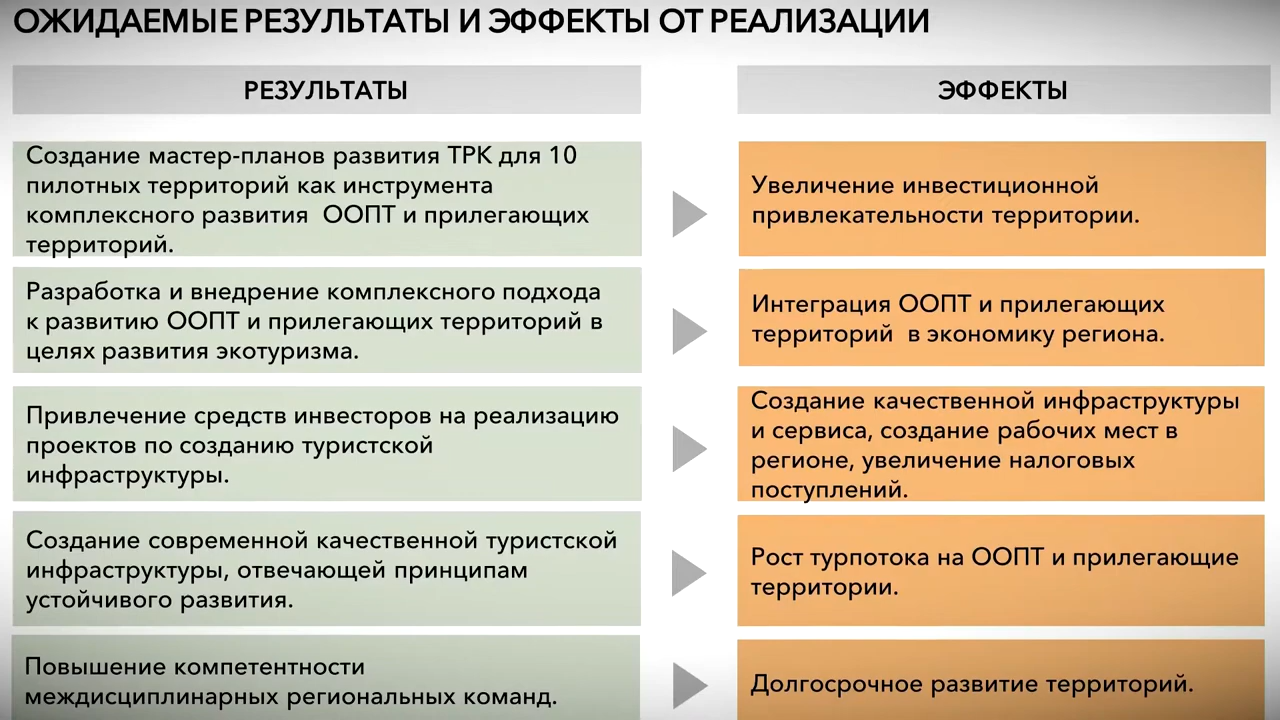 ОЖИДАЕМЫЕ РЕЗУЛЬТАТЫ И ЭФФЕКТЫ ОТ РЕАЛИЗАЦИИ
РЕЗУЛЬТАТЫ
ЭФФЕКТЫ
Создание мастер-планов развития ТРК для 10
пилотных территорий как инструмента
комплексного развития ООПТ и прилегающих
территорий.
Увеличение инвестиционной
привлекательности территории.
Разработка и внедрение комплексного подхода
к развитию ООПТ и прилегающих территорий в
целях развития экотуризма.
Интеграция ООПТ и прилегающих
территорий в экономику региона.
Привлечение средств инвесторов на реализацию
проектов по созданию туристской
инфраструктуры.
Создание качественной инфраструктуры
и сервиса, создание рабочих мест в
регионе, увеличение налоговых
поступлений.
Создание современной качественной туристской
инфраструктуры, отвечающей принципам
устойчивого развития.
Рост турпотока на ООПТ и прилегающие
территории.
Повышение компетентности
междисциплинарных региональных команд.
Долгосрочное развитие территорий.